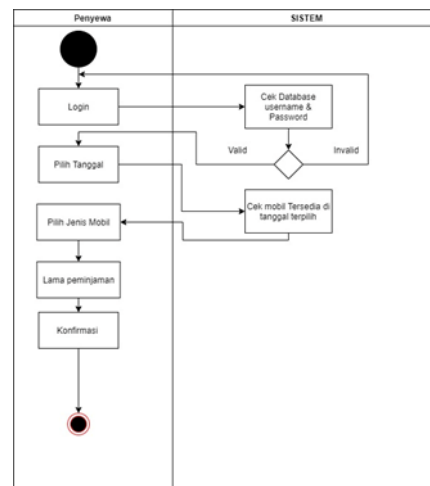 Penyewa
SISTEM
Login
Cek Database
username &
Password
Valid
Invalid
Pilih Tanggal
Cek mobil Tersedia di
tanggal terpilih
Pilih Jenis Mobil
Lama peminjaman
Konfirmasi